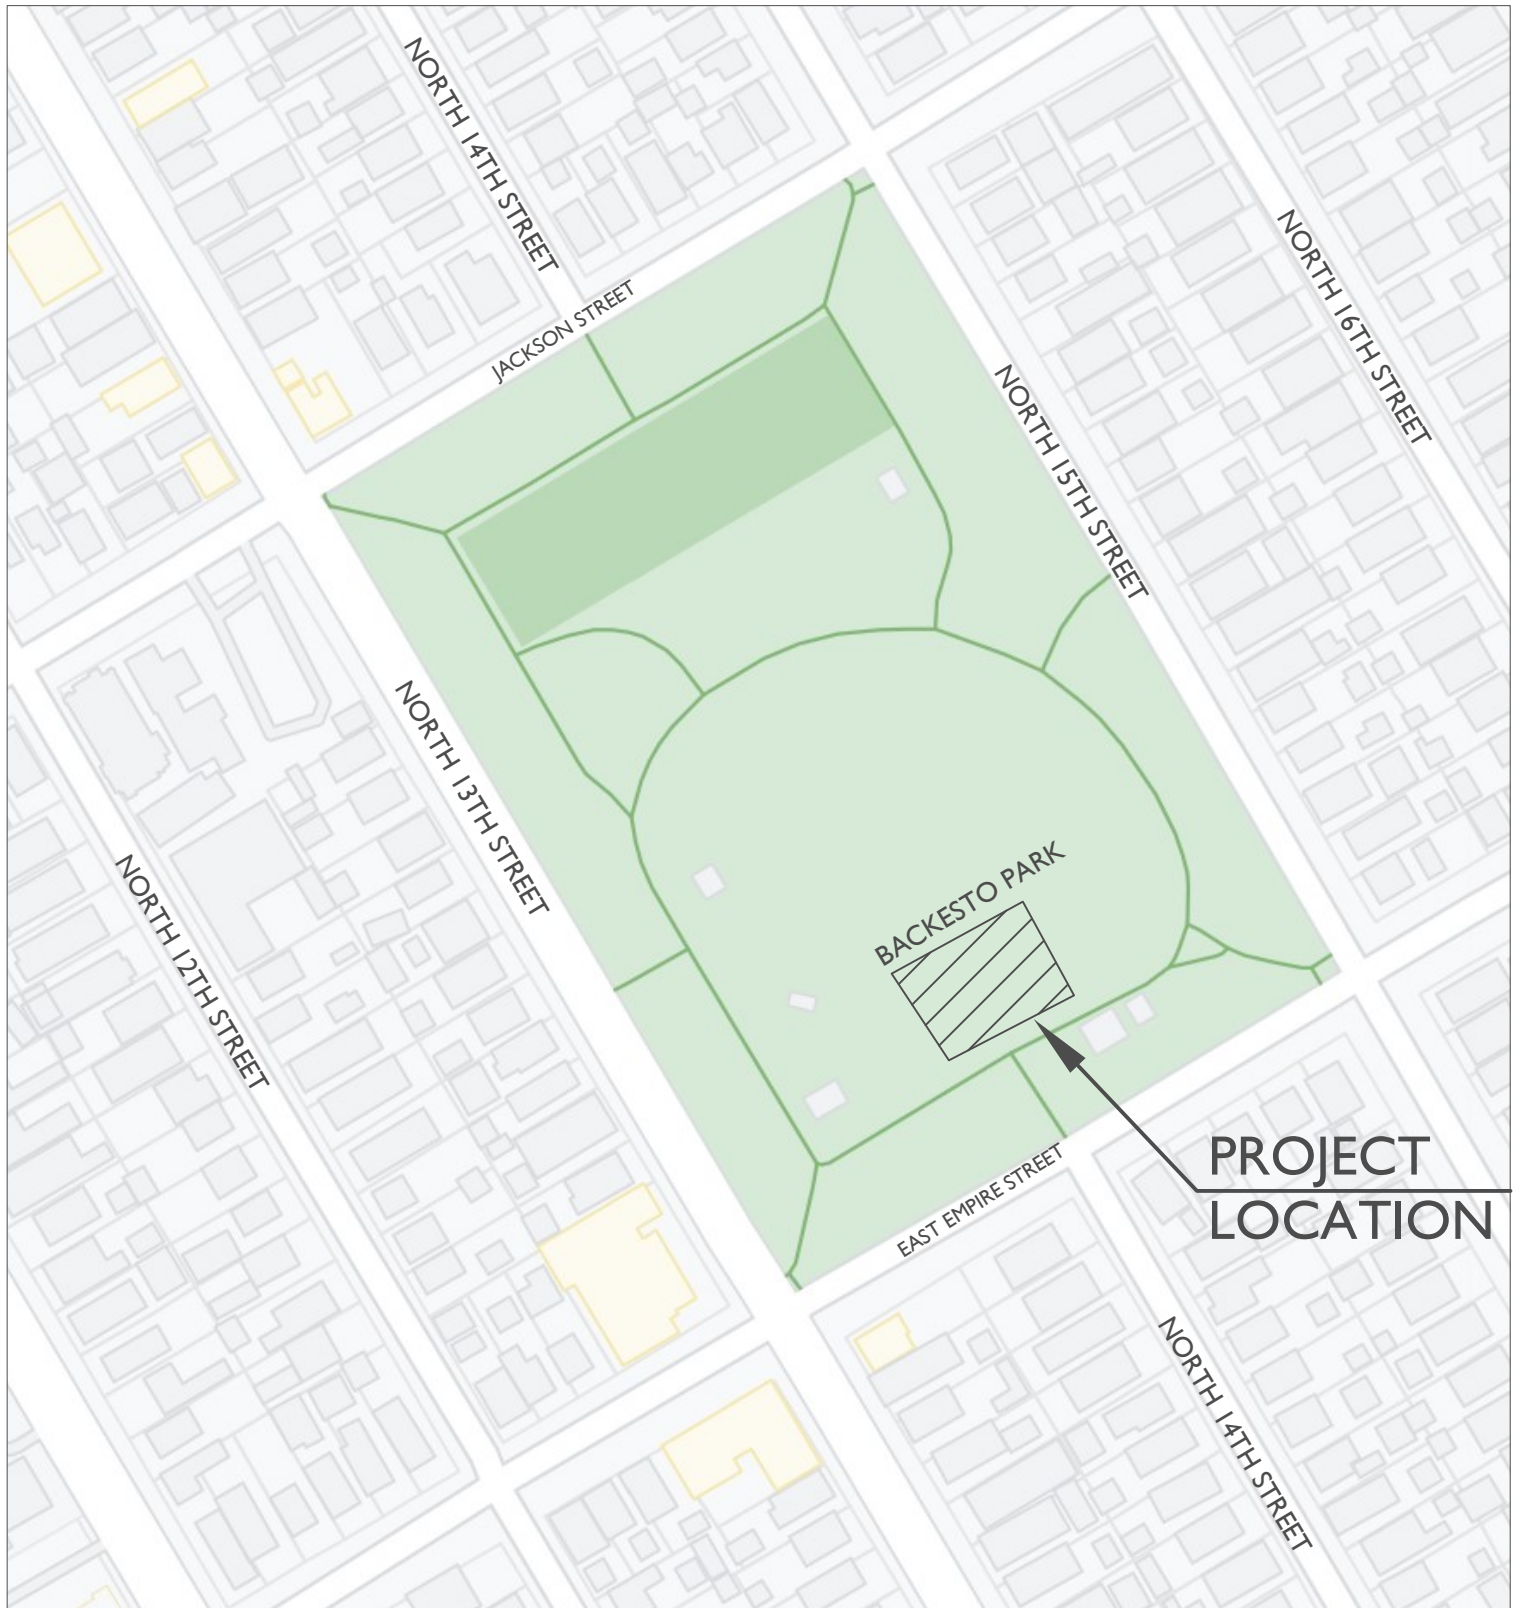 NORTH 14TH STREET
JACKSON STREET
NORTH 16TH STREET
NORTH 15TH STREET
NORTH 13TH STREET
NORTH 12TH STREET
BACKESTO PARK
PROJECT
LOCATION
EAST EMPIRE STREET
NORTH 14TH STREET